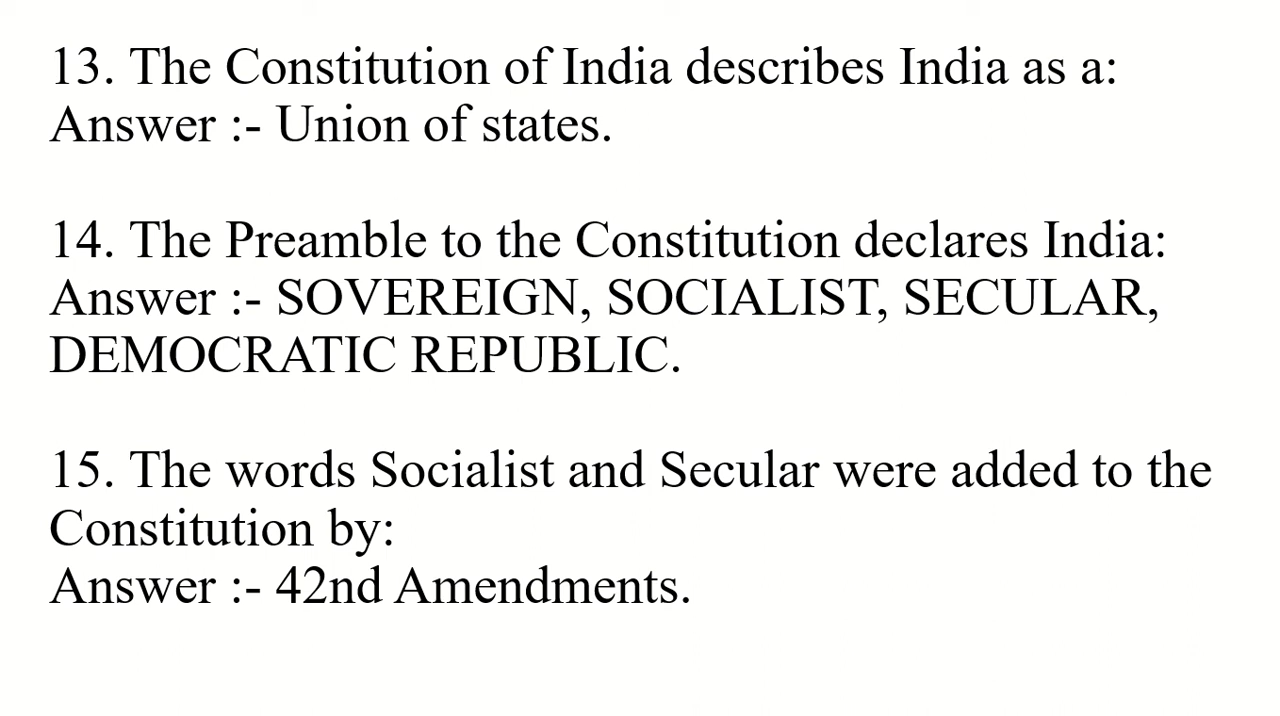 13. The Constitution of India describes India as a:
Answer :- Union of states.
14. The Preamble to the Constitution declares India:
Answer :- SOVEREIGN, SOCIALIST, SECULAR,
DEMOCRATIC REPUBLIC.
15. The words Socialist and Secular were added to the
Constitution by:
Answer :- 42nd Amendments.